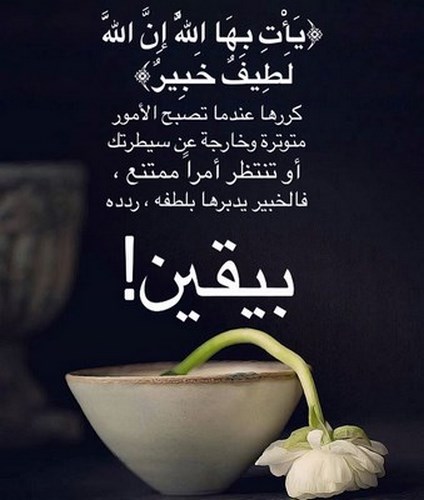 ﴿يَأْتِ بِهَا اللَّهُ إِنَّ اللَّهَ
لَطِيفٌ خَبِيرٌ﴾
كررها عندما تصبح الأمور
متوترة وخارجة عن سيطرتك
أو تنتظر أمراً ممتنع ،
فالخبير يدبرها بلطفه ، ردده
بيقين!